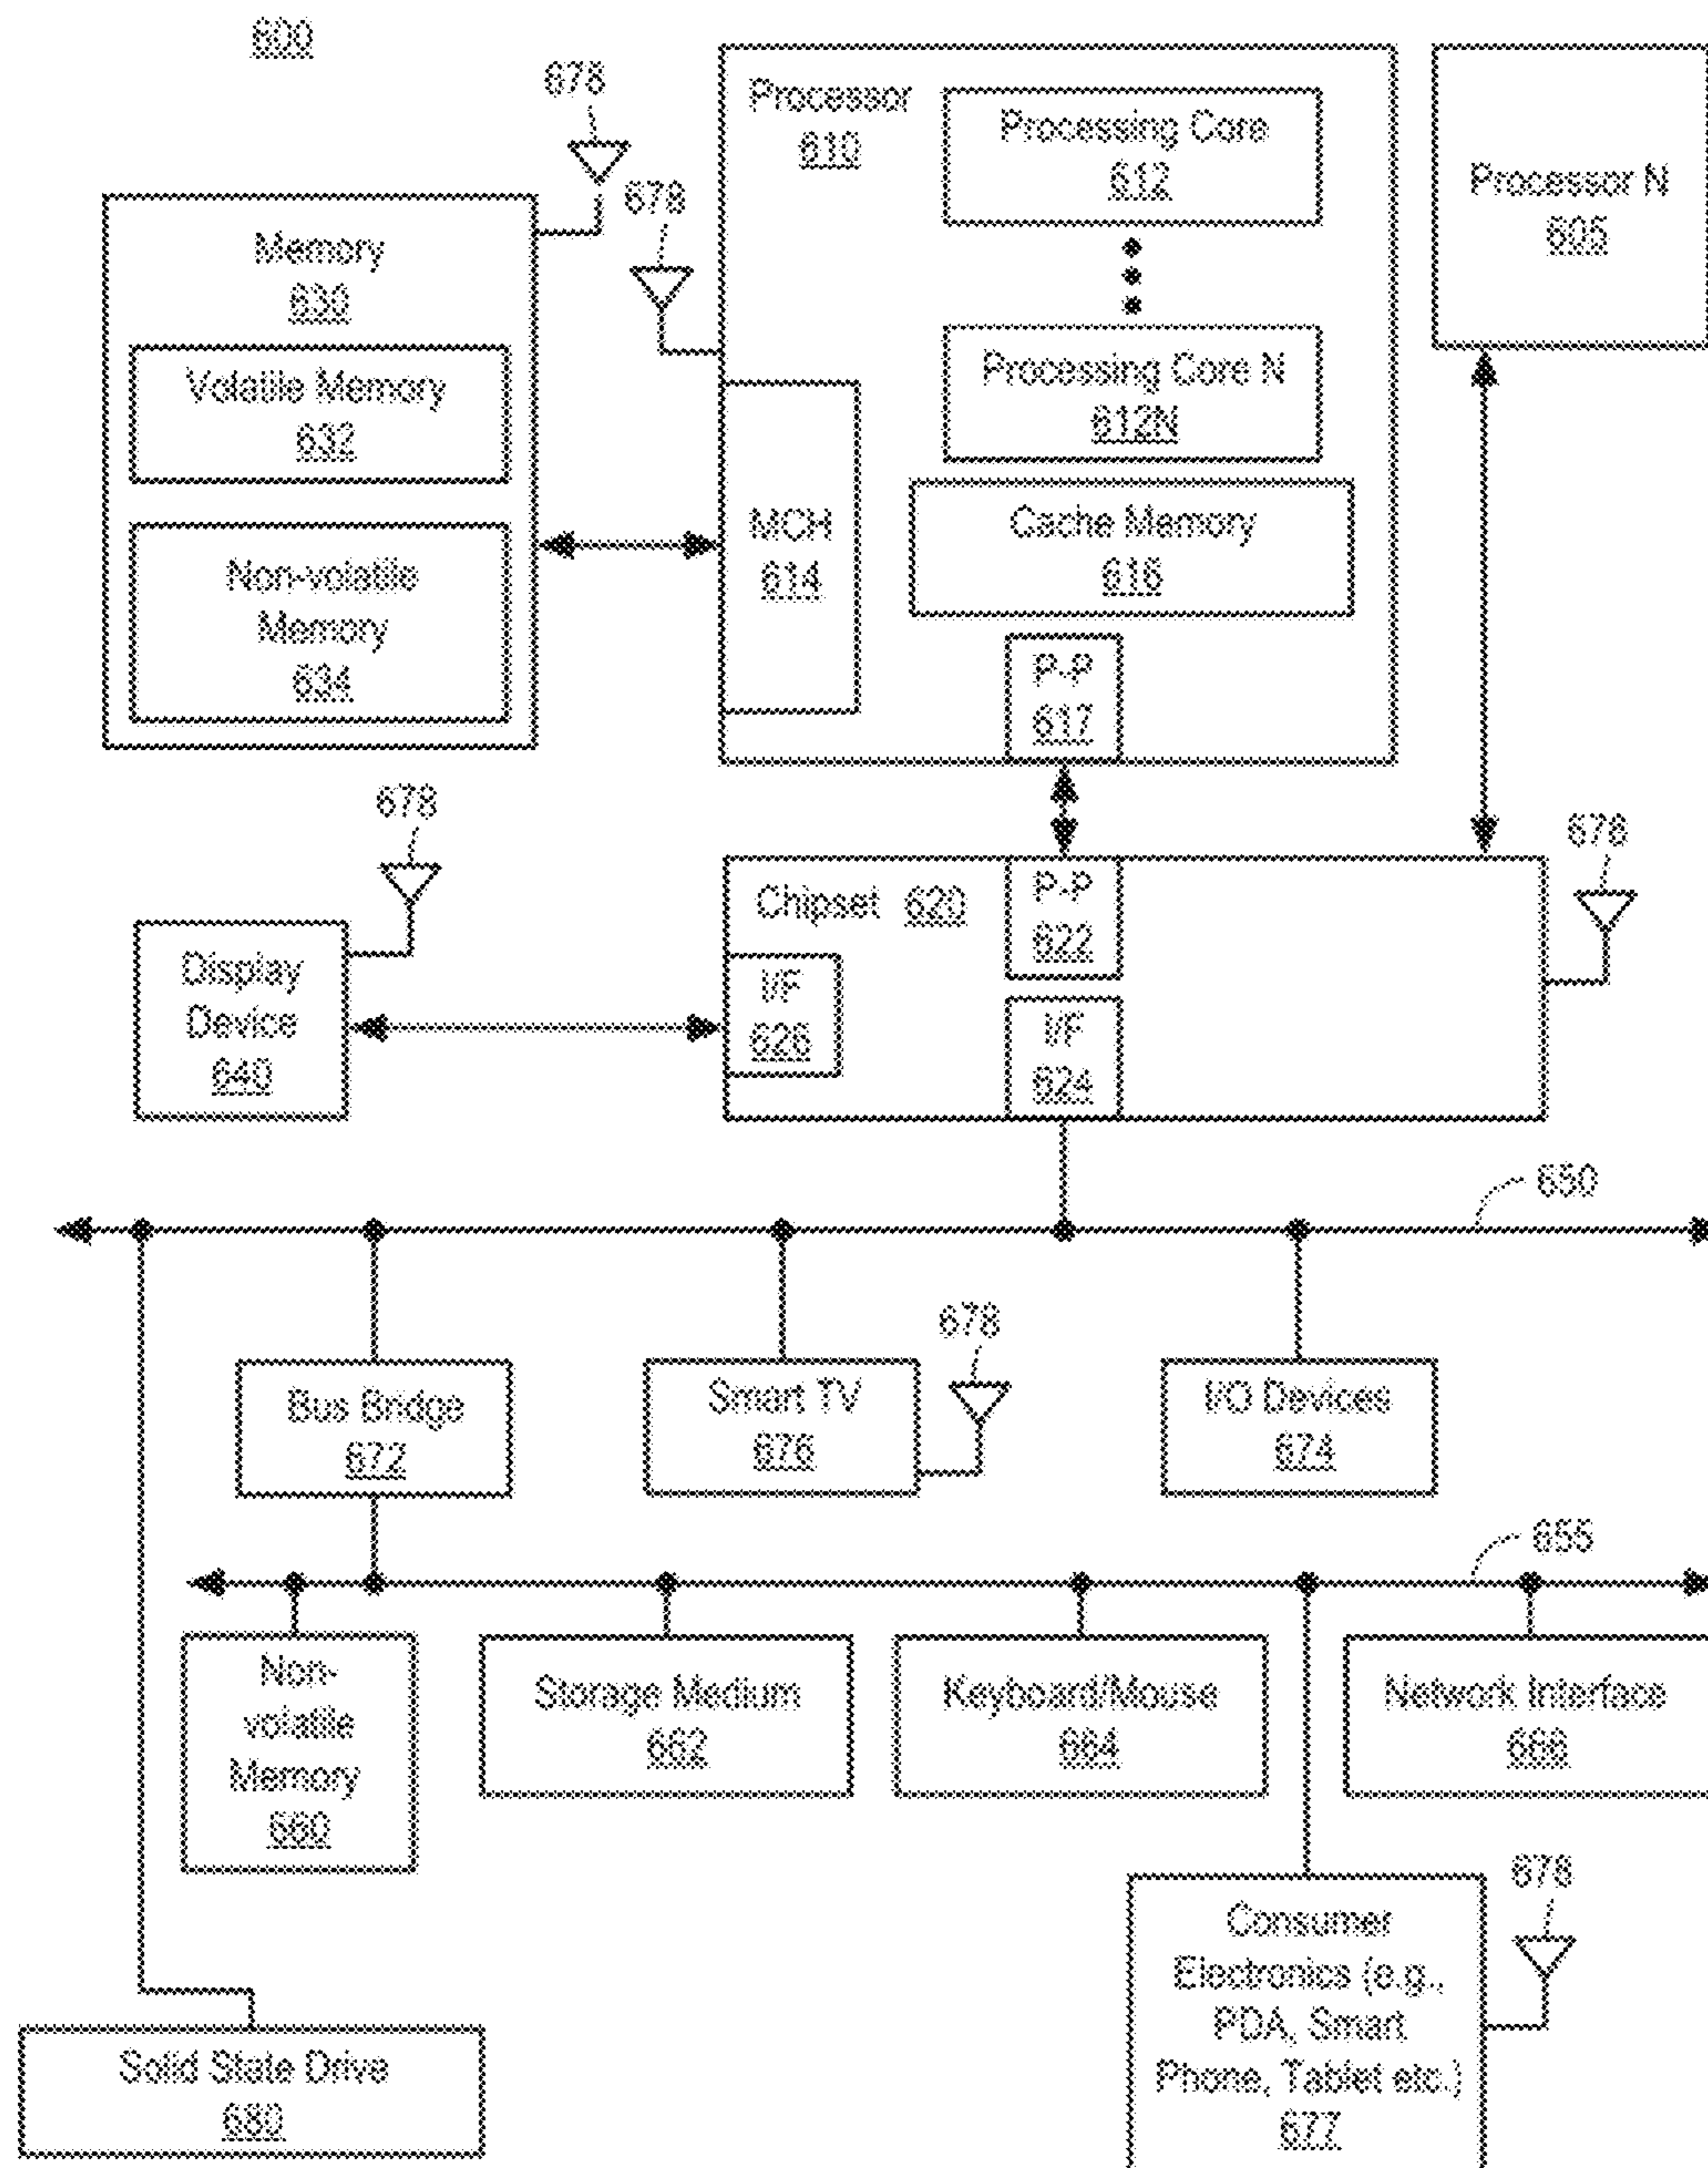 600
678
678
Processor
610
Processing Core
612
Processor N
605
Memory
630
Volatile Memory
632
Non-volatile
Memory
634
Processing Core N
612N
MCH
614
Cache Memory
616
P-P
617
678
678
Chipset 620
P-P
622
Display
Device
640
I/F
626
I/F
624
650
678
Bus Bridge
672
Smart TV
676
I/O Devices
674
655
Non-
volatile
Memory
660
Storage Medium
662
Keyboard/Mouse
664
Network Interface
666
678
Consumer
Electronics (e.g.,
PDA, Smart
Phone, Tablet etc.)
677
Solid State Drive
680